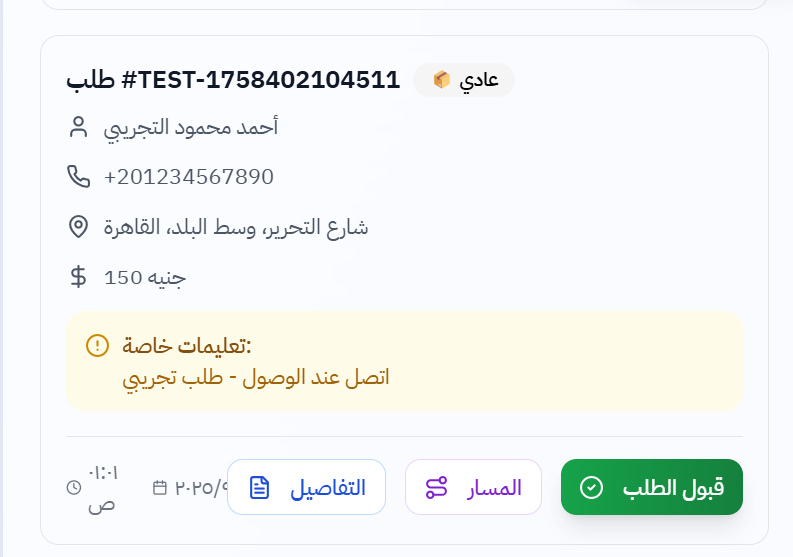 طلب #TEST-1758402104511
عادي
أحمد محمود التجريبي
+201234567890
شارع التحرير، وسط البلد، القاهرة
150 جنيه
تعليمات خاصة:
اتصل عند الوصول - طلب تجريبي
٠١:٠١ ص
٢٠٢٥/٩
التفاصيل
المسار
قبول الطلب